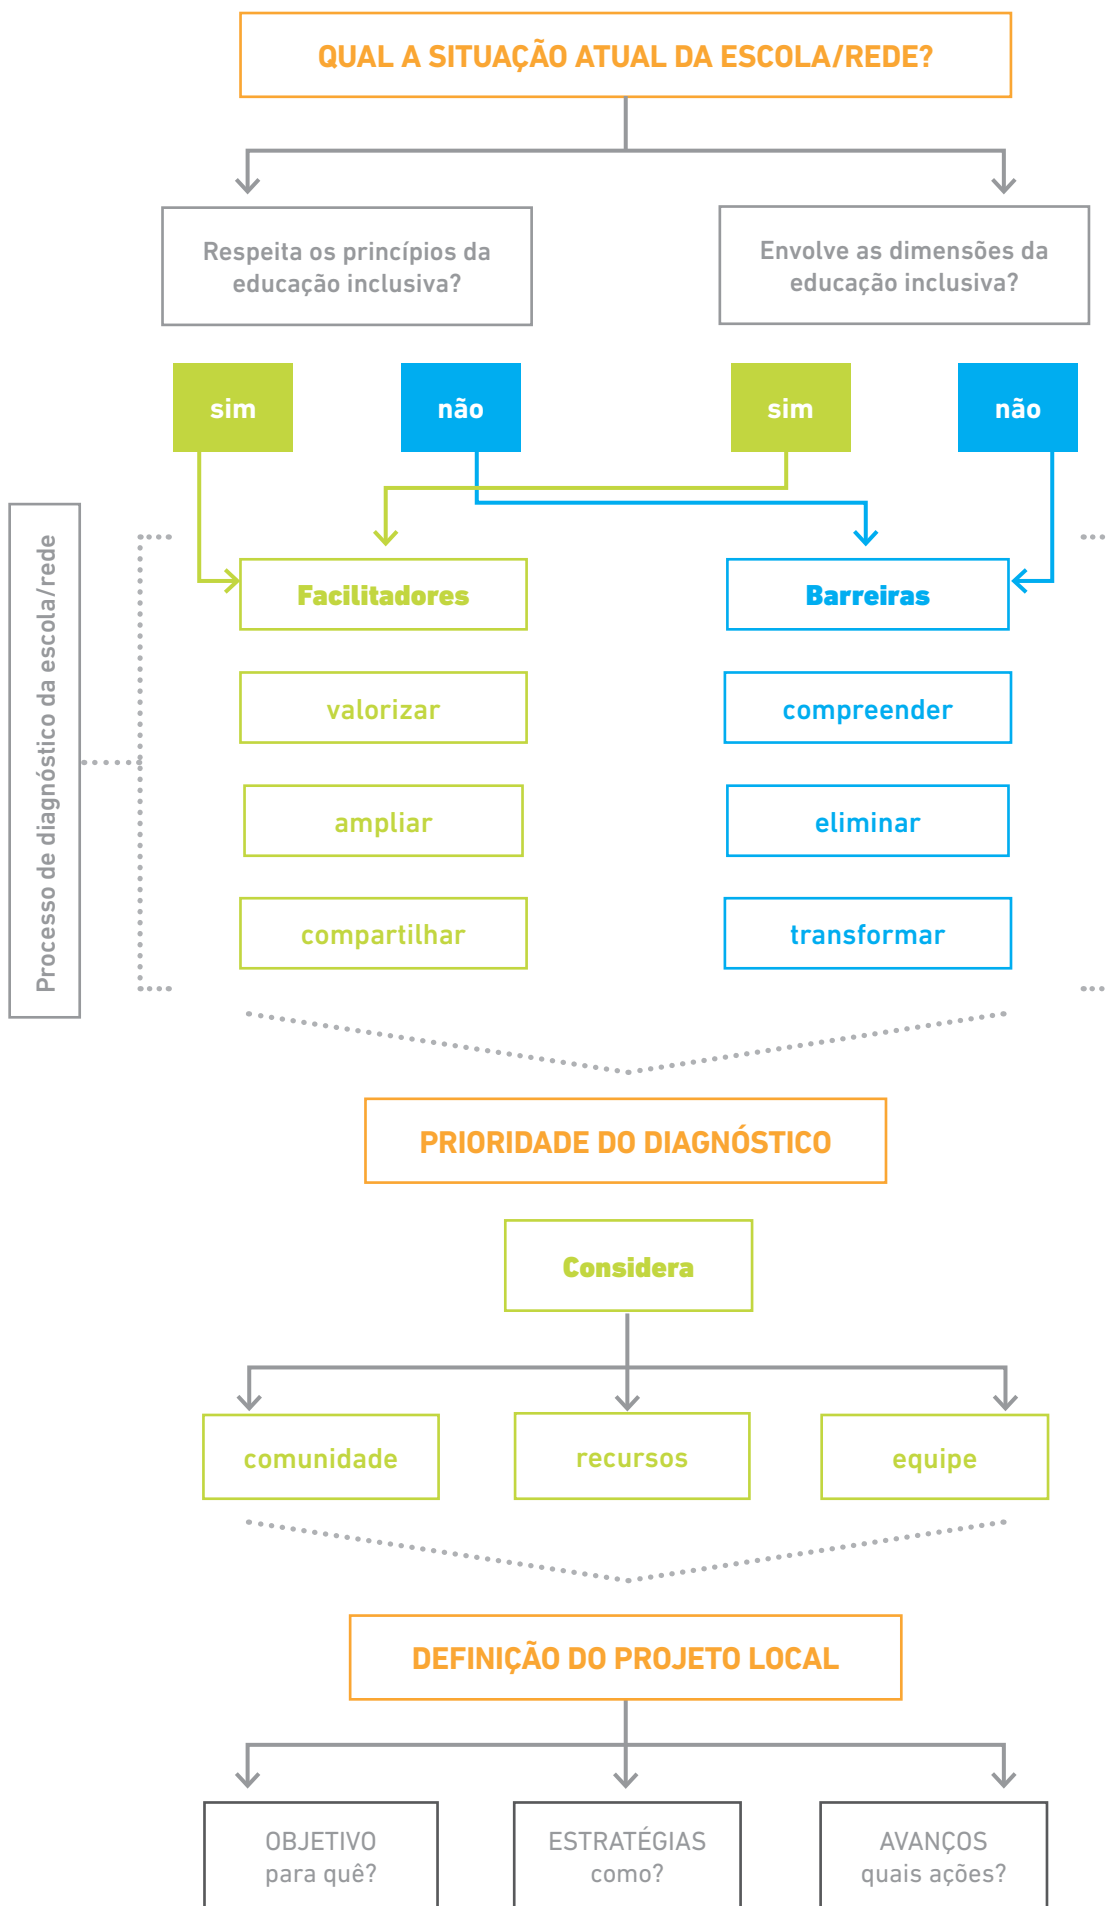 QUAL A SITUAÇÃO ATUAL DA ESCOLA/REDE?
Respeita os princípios da
educação inclusiva?
Envolve as dimensões da
educação inclusiva?
sim
não
sim
não
Processo de diagnóstico da escola/rede
Facilitadores
Barreiras
valorizar
compreender
ampliar
eliminar
compartilhar
transformar
PRIORIDADE DO DIAGNÓSTICO
Considera
comunidade
recursos
equipe
DEFINIÇÃO DO PROJETO LOCAL
OBJETIVO
para quê?
ESTRATÉGIAS
como?
AVANÇOS
quais ações?